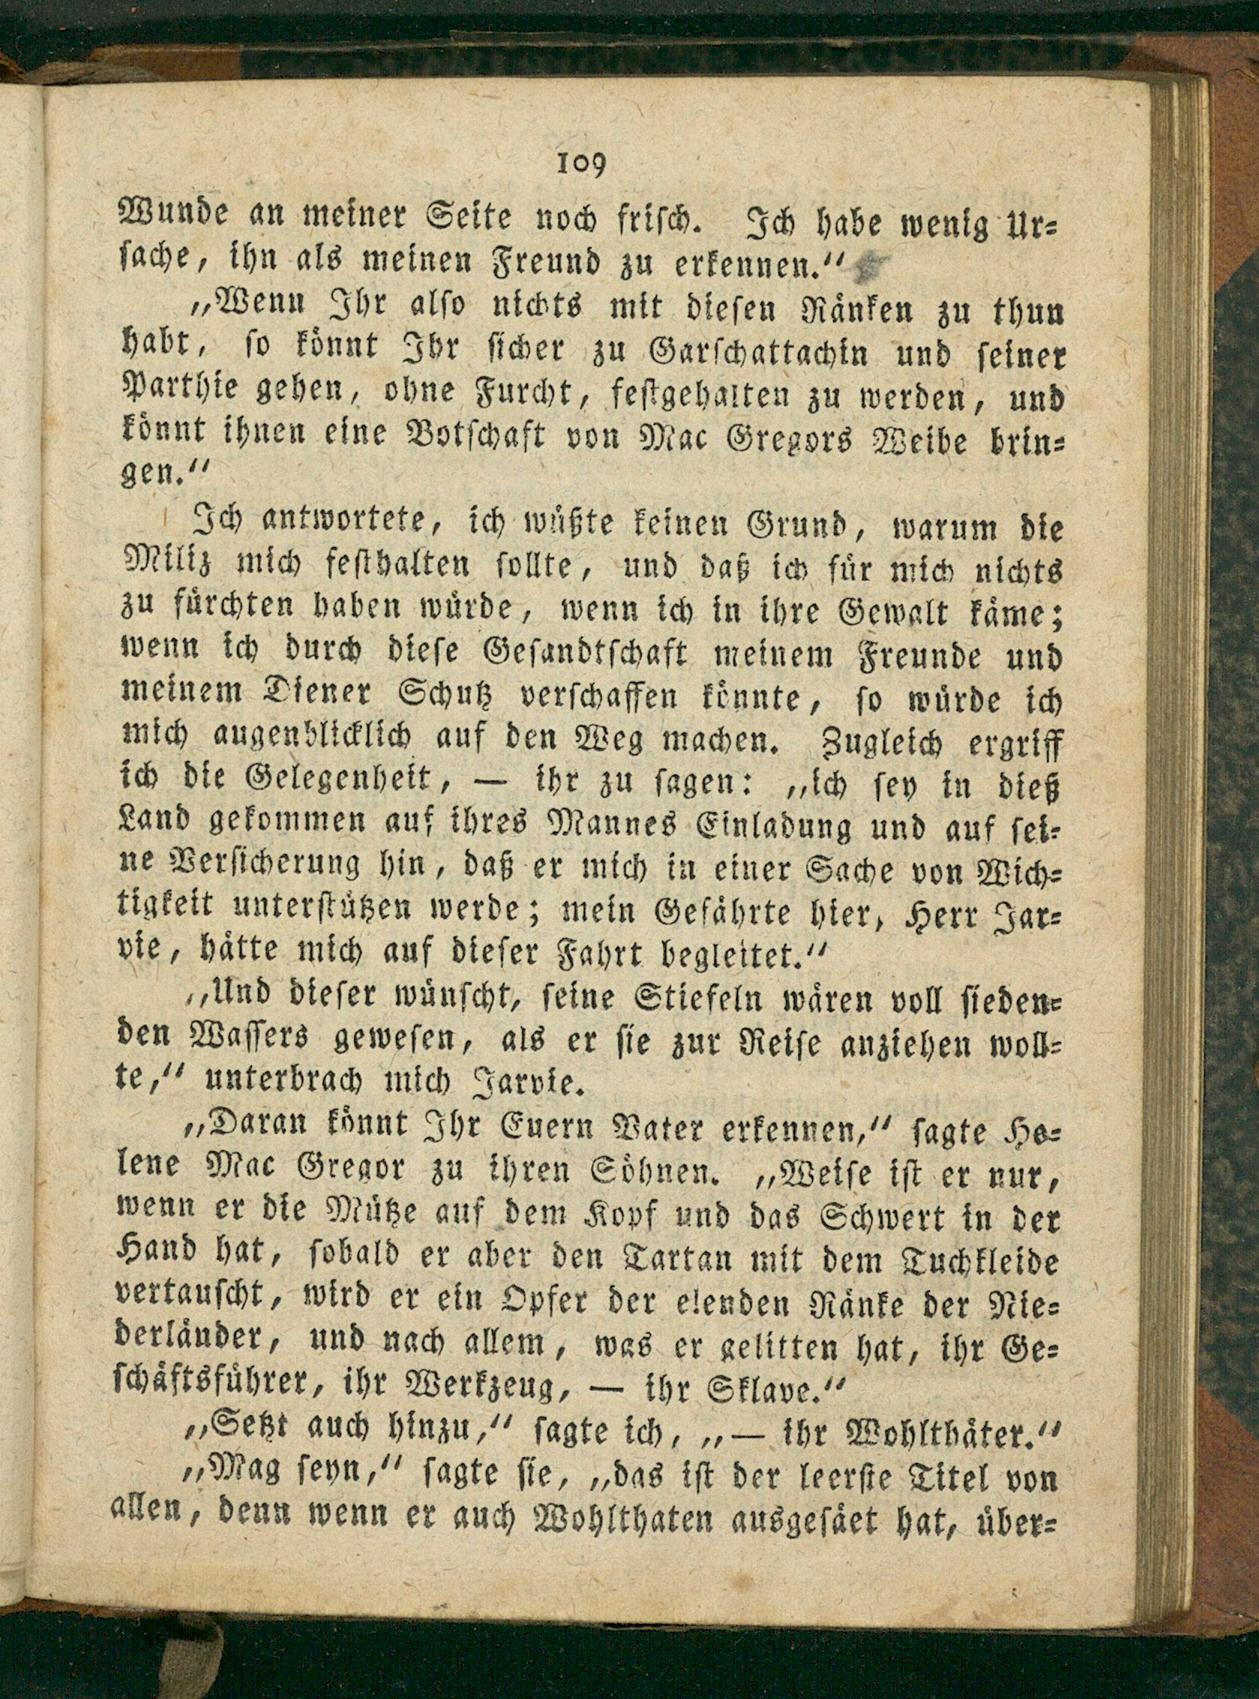 109
Wunde an meiner Seite noch frisch. Ich habe wenig Ur-
sache, ihn als meinen Freund zu erkennen.“
„Wenn Ihr also nichts mit diesen Ränken zu thun
habt, so könnt Ihr sicher zu Garschattachin und seiner
Parthie gehen, ohne Furcht, festgehalten zu werden, und
könnt ihnen eine Botschaft von Mac Gregors Weibe brin-
gen.“
Ich antwortete, ich wüßte keinen Grund, warum die
Miliz mich festhalten sollte, und daß ich für mich nichts
zu fürchten haben würde, wenn ich in ihre Gewalt käme;
wenn ich durch diese Gesandtschaft meinem Freunde und
meinem Diener Schutz verschaffen könnte, so würde ich
mich augenblicklich auf den Weg machen. Zugleich ergriff
ich die Gelegenheit, — ihr zu sagen: „ich sey in dieß
Land gekommen auf ihres Mannes Einladung und auf sei-
ne Versicherung hin, daß er mich in einer Sache von Wich-
tigkeit unterstützen werde; mein Gefährte hier, Herr Jar-
vie, hätte mich auf dieser Fahrt begleitet.“
„Und dieser wünscht, seine Stiefeln wären voll sieden-
den Wassers gewesen, als er sie zur Reise anziehen woll-
te,“ unterbrach mich Jarvie.
„Daran könnt Ihr Euern Vater erkennen,“ sagte He-
lene Mac Gregor zu ihren Söhnen. „Weise ist er nur,
wenn er die Mütze auf dem Kopf und das Schwert in der
Hand hat, sobald er aber den Tartan mit dem Tuchkleide
vertauscht, wird er ein Opfer der elenden Ränke der Nie-
derländer, und nach allem, was er gelitten hat, ihr Ge-
schäftsführer, ihr Werkzeug, — ihr Sklave.“
„Setzt auch hinzu,“ sagte ich, „— ihr Wohlthäter.“
„Mag seyn,“ sagte sie, „das ist der leerste Titel von
allen, denn wenn er auch Wohlthaten ausgesäet hat, über-